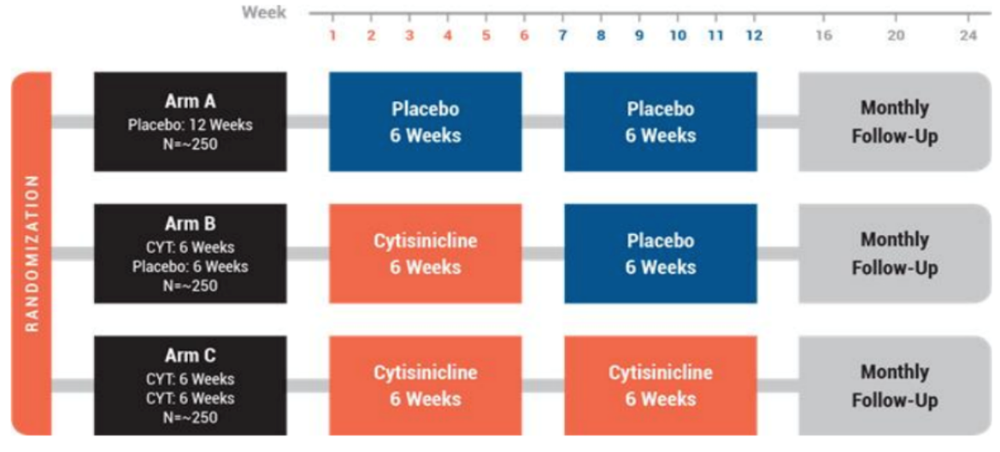 Week
1 2 3 4 5 6 7 8 9 10 11 12 16 20 24
RANDOMIZATION
Arm A
Placebo: 12 Weeks
N=~250
Placebo
6 Weeks
Placebo
6 Weeks
Monthly
Follow-Up
Arm B
CYT: 6 Weeks
Placebo: 6 Weeks
N=~250
Cytisinicline
6 Weeks
Placebo
6 Weeks
Monthly
Follow-Up
Arm C
CYT: 6 Weeks
CYT: 6 Weeks
N=~250
Cytisinicline
6 Weeks
Cytisinicline
6 Weeks
Monthly
Follow-Up